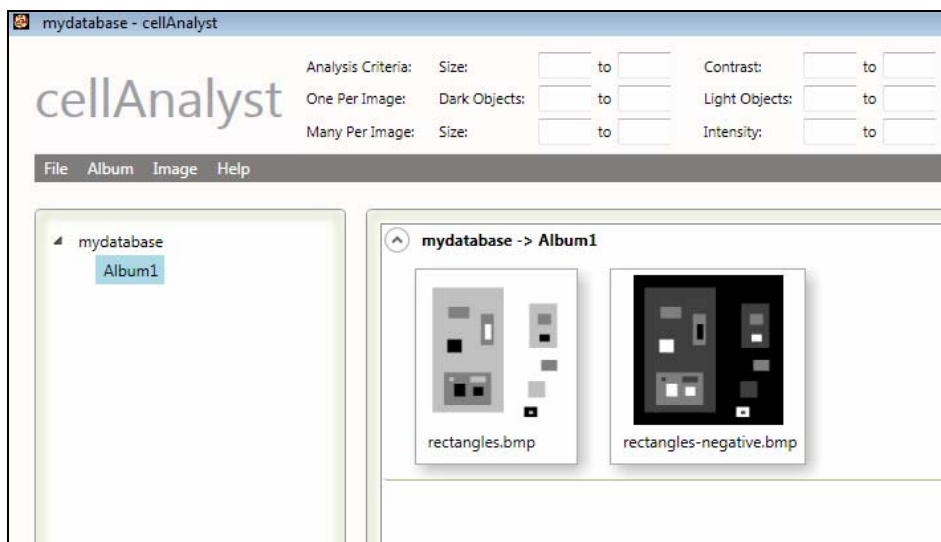 mydatabase - cellAnalyst
cellAnalyst
Analysis Criteria: Size: to Contrast: to
One Per Image: Dark Objects: to Light Objects: to
Many Per Image: Size: to Intensity: to
File Album Image Help
mydatabase
Album1
mydatabase -> Album1
rectangles.bmp
rectangles-negative.bmp